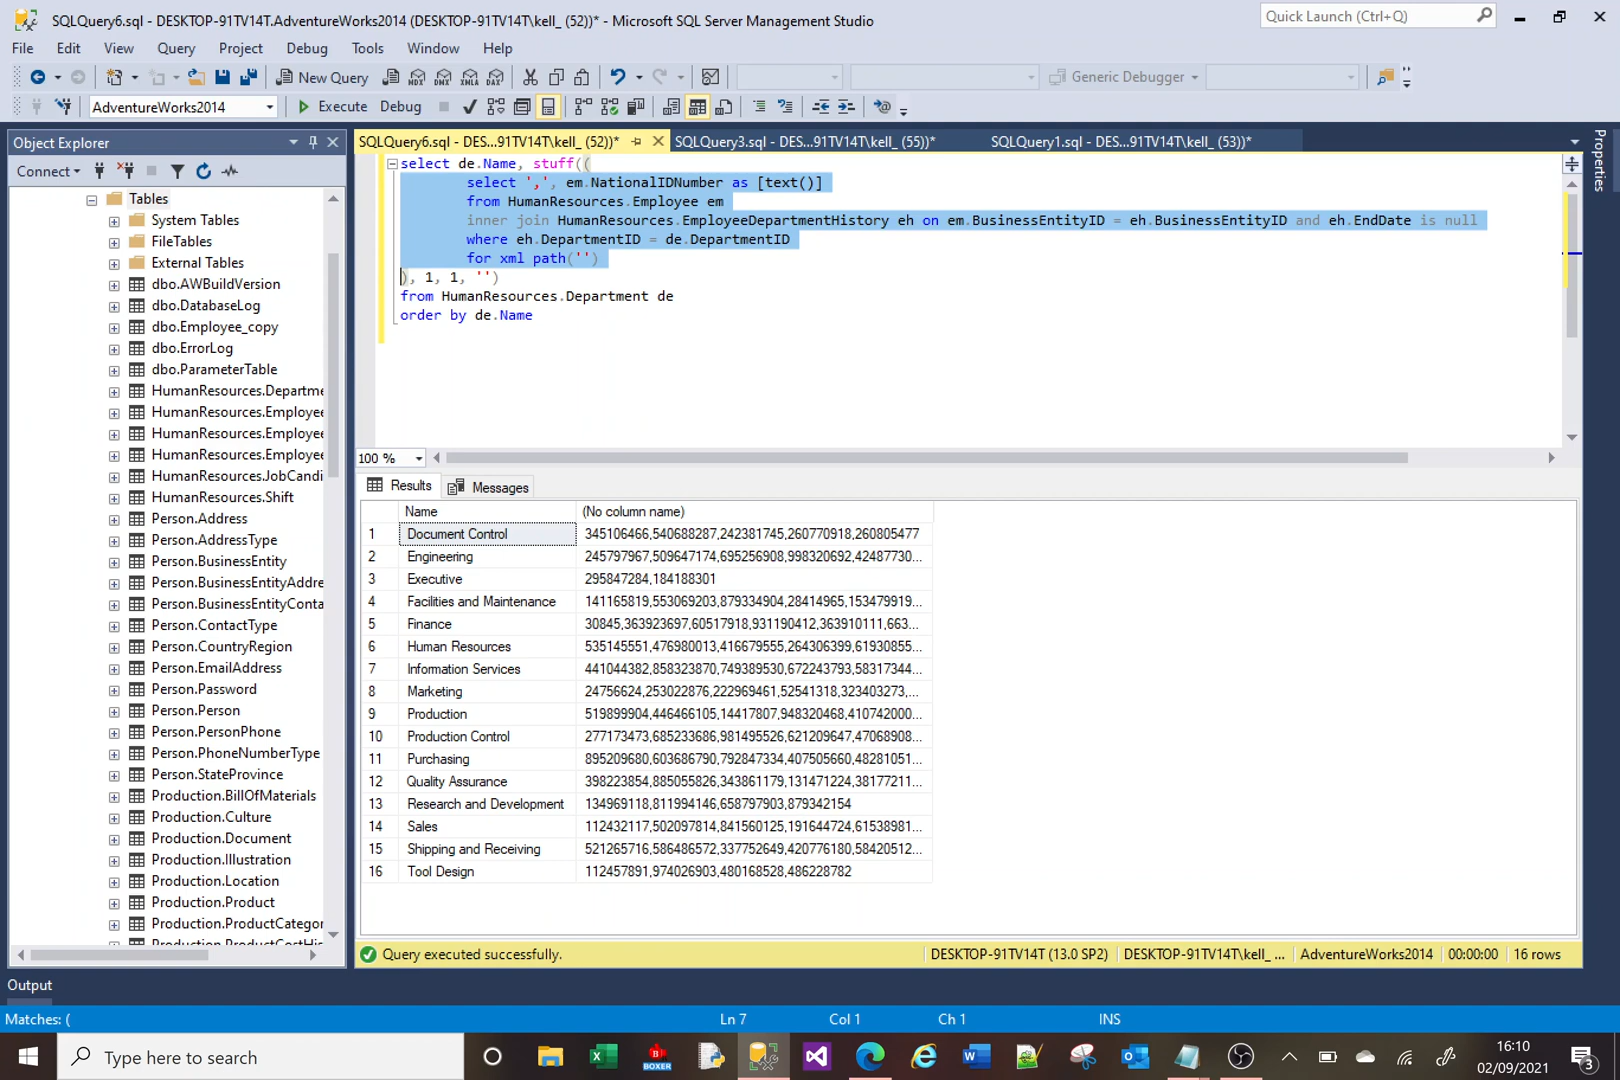 SQLQuery6.sql - DESKTOP-91TV14T.AdventureWorks2014 (DESKTOP-91TV14T\kell_ (52))* - Microsoft SQL Server Management Studio
Quick Launch (Ctrl+Q)
File Edit View Query Project Debug Tools Window Help
New Query MDX DMX XMLA DAX Generic Debugger
AdventureWorks2014 Execute Debug
Object Explorer
SQLQuery6.sql - DES...91TV14T\kell_ (52))* SQLQuery3.sql - DES...91TV14T\kell_ (55))* SQLQuery1.sql - DES...91TV14T\kell_ (53))*
Properties
Connect
Tables
System Tables
FileTables
External Tables
dbo.AWBuildVersion
dbo.DatabaseLog
dbo.Employee_copy
dbo.ErrorLog
dbo.ParameterTable
HumanResources.Departme
HumanResources.Employee
HumanResources.Employee
HumanResources.Employee
HumanResources.JobCandi
HumanResources.Shift
Person.Address
Person.AddressType
Person.BusinessEntity
Person.BusinessEntityAddre
Person.BusinessEntityConta
Person.ContactType
Person.CountryRegion
Person.EmailAddress
Person.Password
Person.Person
Person.PersonPhone
Person.PhoneNumberType
Person.StateProvince
Production.BillOfMaterials
Production.Culture
Production.Document
Production.Illustration
Production.Location
Production.Product
Production.ProductCategor
Production.ProductCostHis
select de.Name, stuff((
select ',', em.NationalIDNumber as [text()]
from HumanResources.Employee em
inner join HumanResources.EmployeeDepartmentHistory eh on em.BusinessEntityID = eh.BusinessEntityID and eh.EndDate is null
where eh.DepartmentID = de.DepartmentID
for xml path('')
), 1, 1, '')
from HumanResources.Department de
order by de.Name
100 %
Results Messages
Name (No column name)
1 Document Control 345106466,540688287,242381745,260770918,260805477
2 Engineering 245797967,509647174,695256908,998320692,42487730...
3 Executive 295847284,184188301
4 Facilities and Maintenance 141165819,553069203,879334904,28414965,153479919...
5 Finance 30845,363923697,60517918,931190412,363910111,663...
6 Human Resources 535145551,476980013,416679555,264306399,61930855...
7 Information Services 441044382,858323870,749389530,672243793,58317344...
8 Marketing 24756624,253022876,222969461,52541318,323403273,...
9 Production 519899904,446466105,14417807,948320468,410742000...
10 Production Control 277173473,685233686,981495526,621209647,47068908...
11 Purchasing 895209680,603686790,792847334,407505660,48281051...
12 Quality Assurance 398223854,885055826,343861179,131471224,38177211...
13 Research and Development 134969118,811994146,658797903,879342154
14 Sales 112432117,502097814,841560125,191644724,61538981...
15 Shipping and Receiving 521265716,586486572,337752649,420776180,58420512...
16 Tool Design 112457891,974026903,480168528,486228782
Query executed successfully. DESKTOP-91TV14T (13.0 SP2) DESKTOP-91TV14T\kell_ ... AdventureWorks2014 00:00:00 16 rows
Output
Matches: ( Ln 7 Col 1 Ch 1 INS
Type here to search
BOXER
16:10
02/09/2021
3